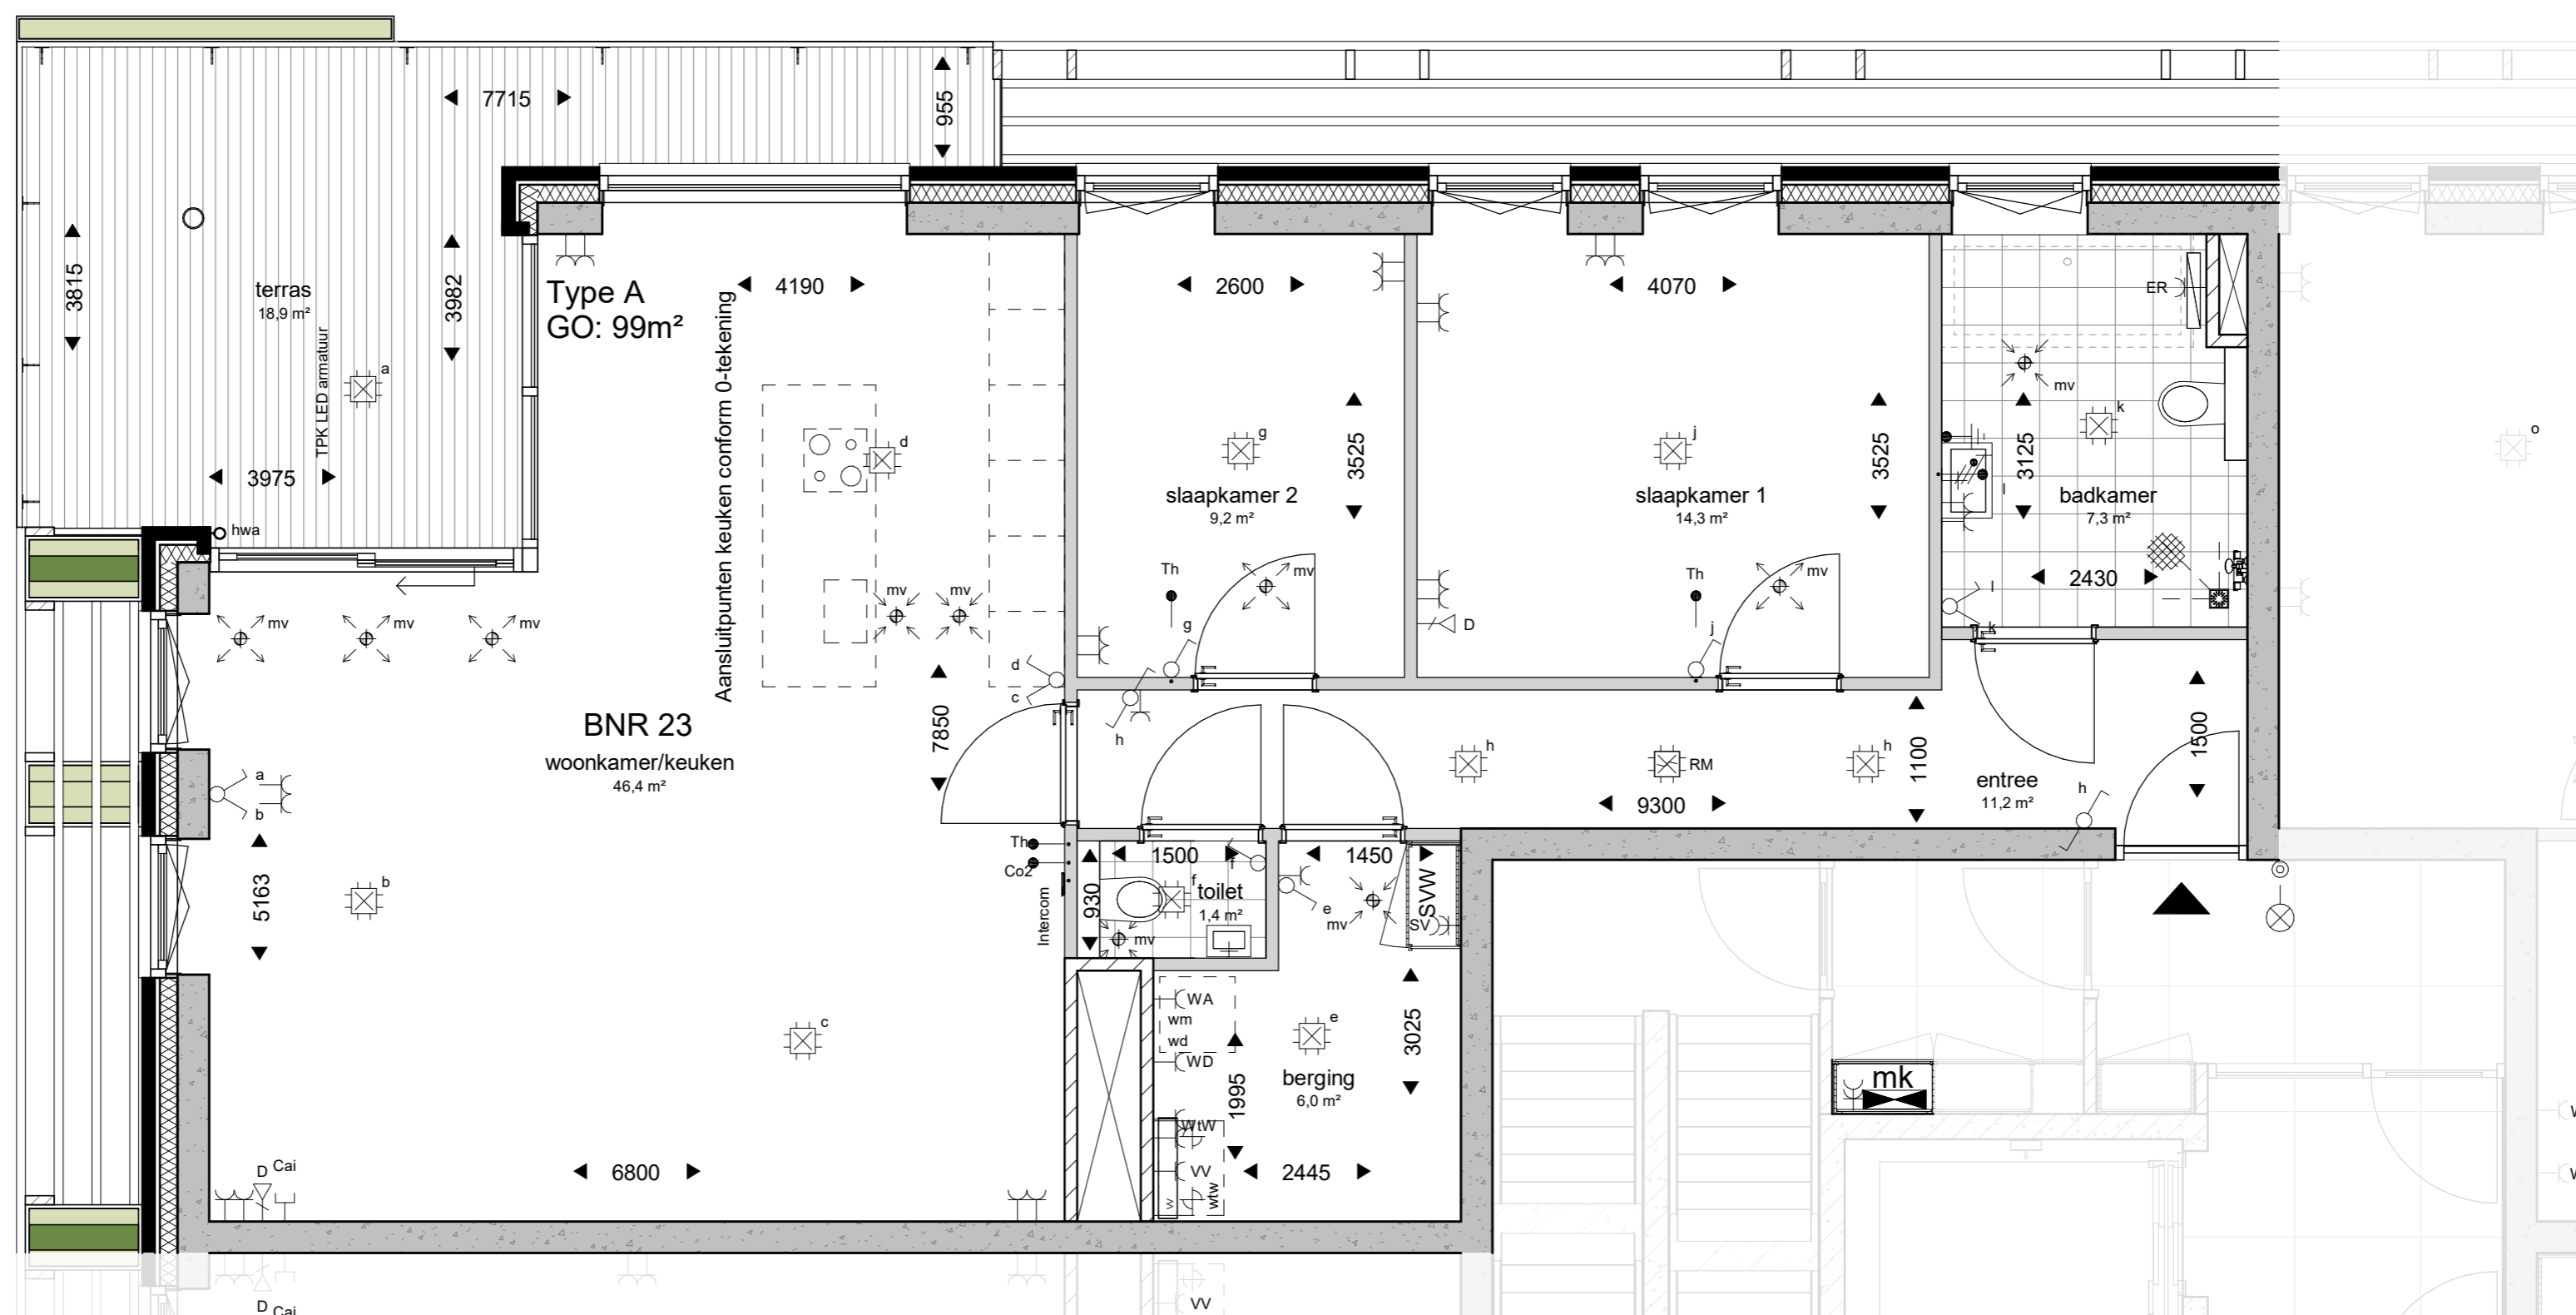 7715
955
3815
terras
18,9 m²
3982
TPK LED armatuur
a
3975
hwa
Type A
GO: 99m²
4190
Aansluitpunten keuken conform 0-tekening
d
mv
mv
mv
mv
mv
d
c
7850
BNR 23
woonkamer/keuken
46,4 m²
a
b
5163
b
c
6800
D
Cai
Th
Co2
Intercom
2600
g
3525
slaapkamer 2
9,2 m²
Th
mv
g
h
4070
j
3525
slaapkamer 1
14,3 m²
Th
mv
j
D
ER
mv
k
3125
l
badkamer
7,3 m²
2430
l
k
h
RM
h
9300
1100
entree
11,2 m²
1500
h
1500
f
930
f
toilet
1,4 m²
mv
1450
e
mv
SVW
SV
WA
wm
wd
WD
e
3025
berging
6,0 m²
1995
WtW
VV
wtw
2445
mk
o
D
Cai
VV